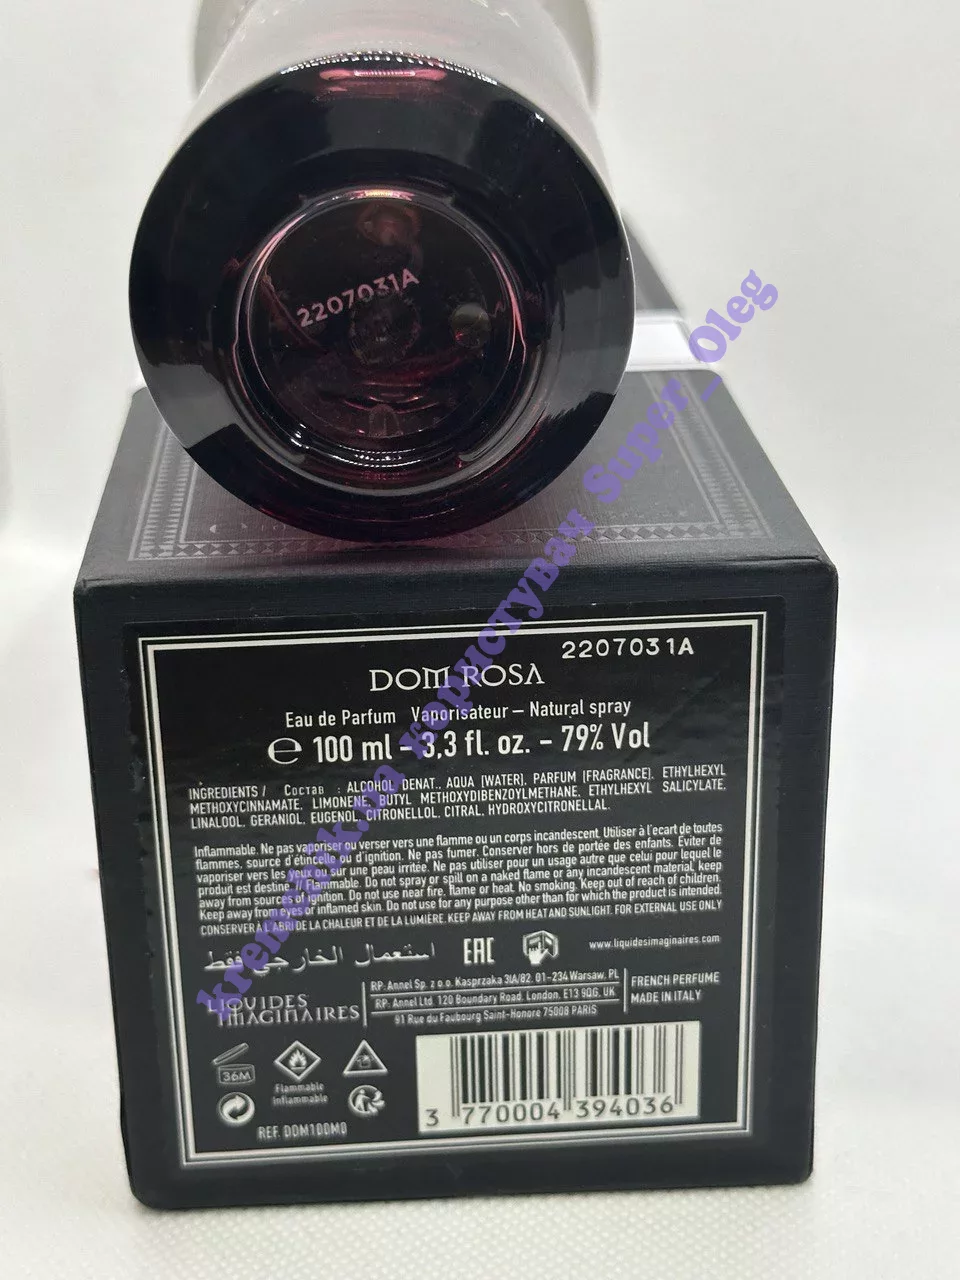 2207031A
2207031A
DOM ROSA
Eau de Parfum Vaporisateur – Natural spray
℮ 100 ml - 3,3 fl. oz. - 79% Vol
INGREDIENTS / Состав : ALCOHOL DENAT., AQUA (WATER), PARFUM (FRAGRANCE), ETHYLHEXYL
METHOXYCINNAMATE, LIMONENE, BUTYL METHOXYDIBENZOYLMETHANE, ETHYLHEXYL SALICYLATE,
LINALOOL, GERANIOL, EUGENOL, CITRONELLOL, CITRAL, HYDROXYCITRONELLAL.
Inflammable. Ne pas vaporiser ou verser vers une flamme ou un corps incandescent. Utiliser à l'écart de toutes
flammes, source d'étincelle ou d'ignition. Ne pas fumer. Conserver hors de portée des enfants. Éviter de
vaporiser vers les yeux ou sur une peau irritée. Ne pas utiliser pour un usage autre que celui pour lequel le
produit est destine. // Flammable. Do not spray or spill on a naked flame or any incandescent material, keep
away from sources of ignition. Do not use near fire, flame or heat. No smoking. Keep out of reach of children.
Keep away from eyes or inflamed skin. Do not use for any purpose other than for which the product is intended.
CONSERVER À L'ABRI DE LA CHALEUR ET DE LA LUMIÈRE. KEEP AWAY FROM HEAT AND SUNLIGHT. FOR EXTERNAL USE ONLY
استعمال الخارجي فقط
EAC
www.liquidesimaginaires.com
LIQUIDES
IMAGINAIRES
RP: Annel Sp. z o.o. Kasprzaka 31A/82, 01-234 Warsaw, PL
RP: Annel Ltd. 120 Boundary Road, London, E13 9QG, UK
91 Rue du Faubourg Saint-Honore 75008 PARIS
FRENCH PERFUME
MADE IN ITALY
36M
Flammable
Inflammable
REF. DOM100MD
3 770004 394036
користувач Super_Oleg